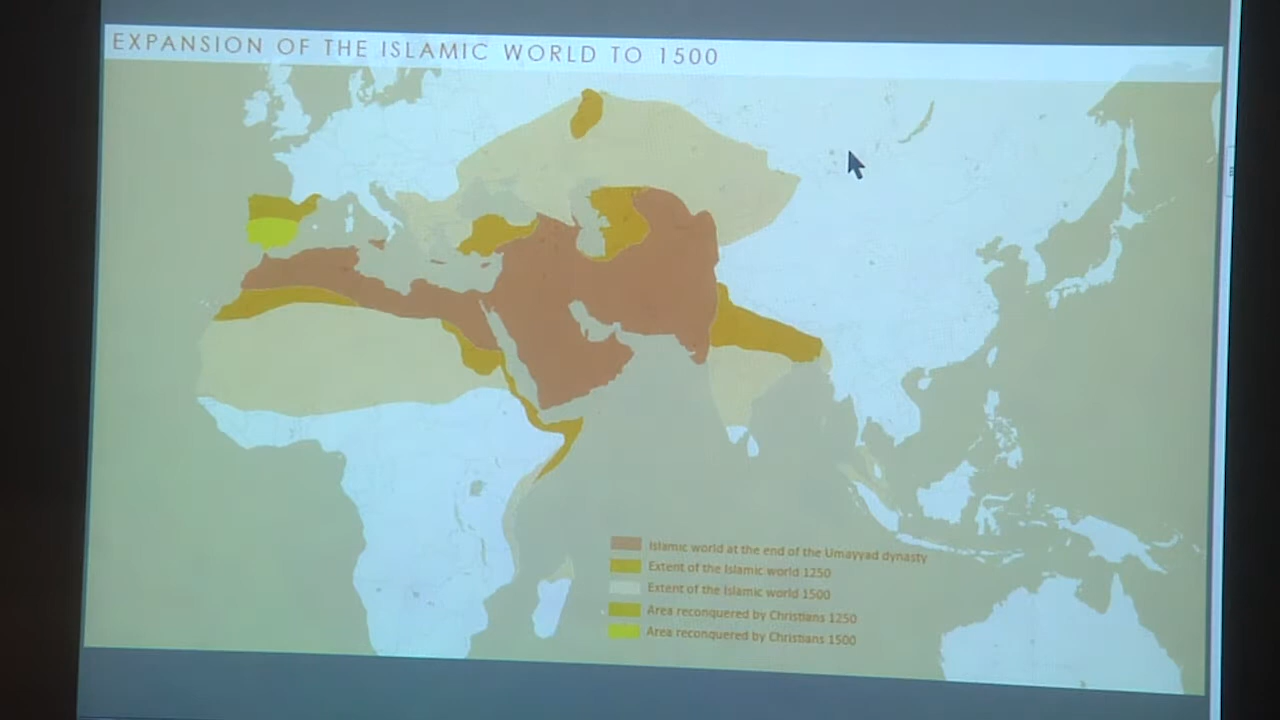 EXPANSION OF THE ISLAMIC WORLD TO 1500
Islamic world at the end of the Umayyad dynasty
Extent of the Islamic world 1250
Extent of the Islamic world 1500
Area reconquered by Christians 1250
Area reconquered by Christians 1500